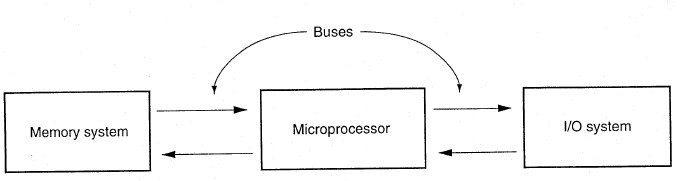 Buses
Memory system
Microprocessor
I/O system